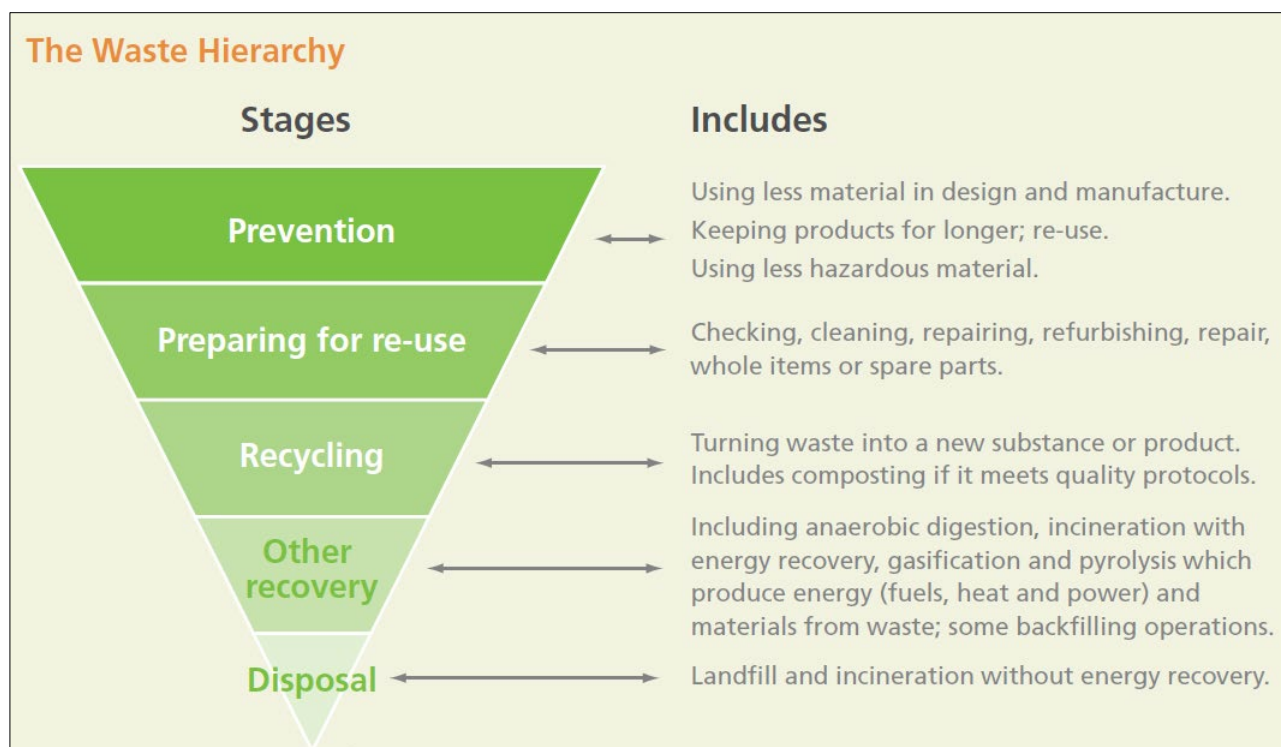 The Waste Hierarchy
Stages
Includes
Prevention
Using less material in design and manufacture.
Keeping products for longer; re-use.
Using less hazardous material.
Preparing for re-use
Checking, cleaning, repairing, refurbishing, repair,
whole items or spare parts.
Recycling
Turning waste into a new substance or product.
Includes composting if it meets quality protocols.
Other
recovery
Including anaerobic digestion, incineration with
energy recovery, gasification and pyrolysis which
produce energy (fuels, heat and power) and
materials from waste; some backfilling operations.
Disposal
Landfill and incineration without energy recovery.